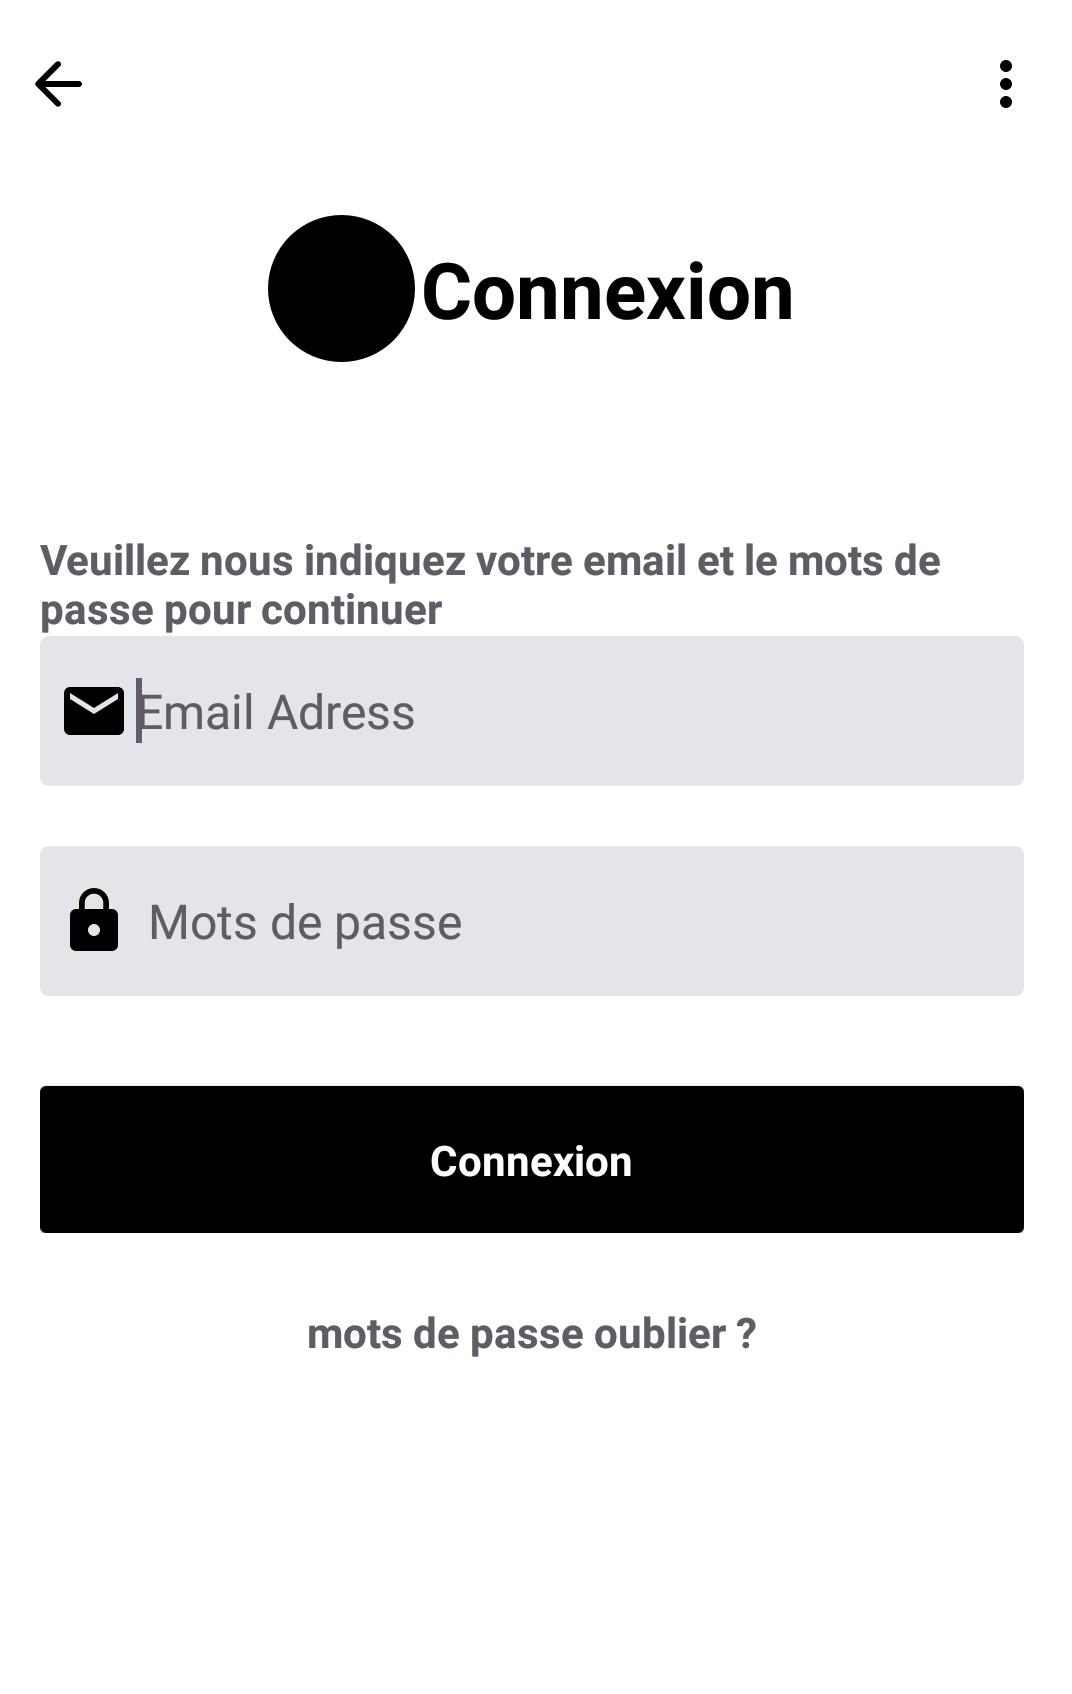 Connexion
Veuillez nous indiquez votre email et le mots de
passe pour continuer
Email Adress
Mots de passe
Connexion
mots de passe oublier ?